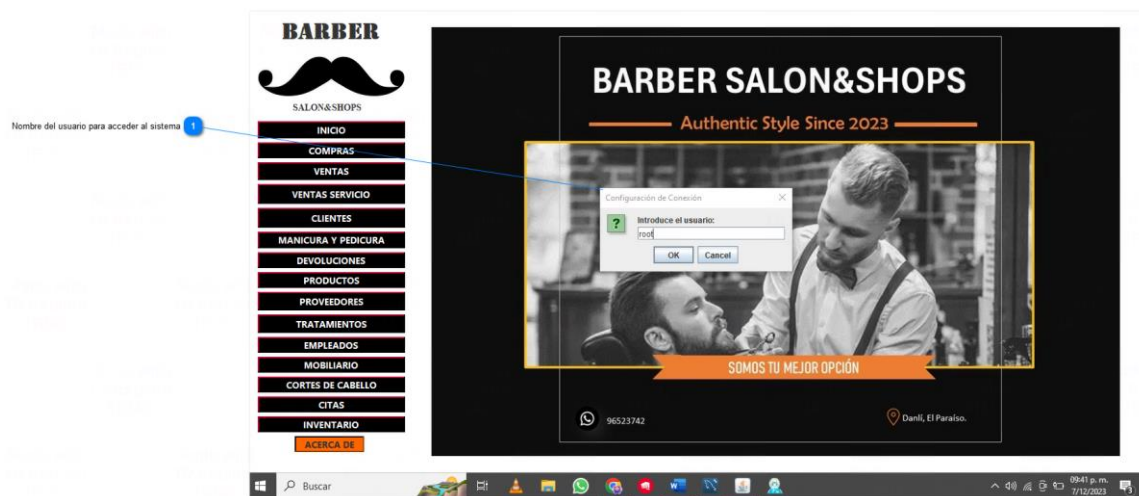 BARBER
SALON&SHOPS
Nombre del usuario para acceder al sistema 1
INICIO
COMPRAS
VENTAS
VENTAS SERVICIO
CLIENTES
MANICURA Y PEDICURA
DEVOLUCIONES
PRODUCTOS
PROVEEDORES
TRATAMIENTOS
EMPLEADOS
MOBILIARIO
CORTES DE CABELLO
CITAS
INVENTARIO
ACERCA DE
BARBER SALON&SHOPS
Authentic Style Since 2023
Configuración de Conexión
Introduce el usuario:
root
OK Cancel
SOMOS TU MEJOR OPCIÓN
96523742
Danlí, El Paraíso.
Buscar
09:41 p. m.
7/12/2023